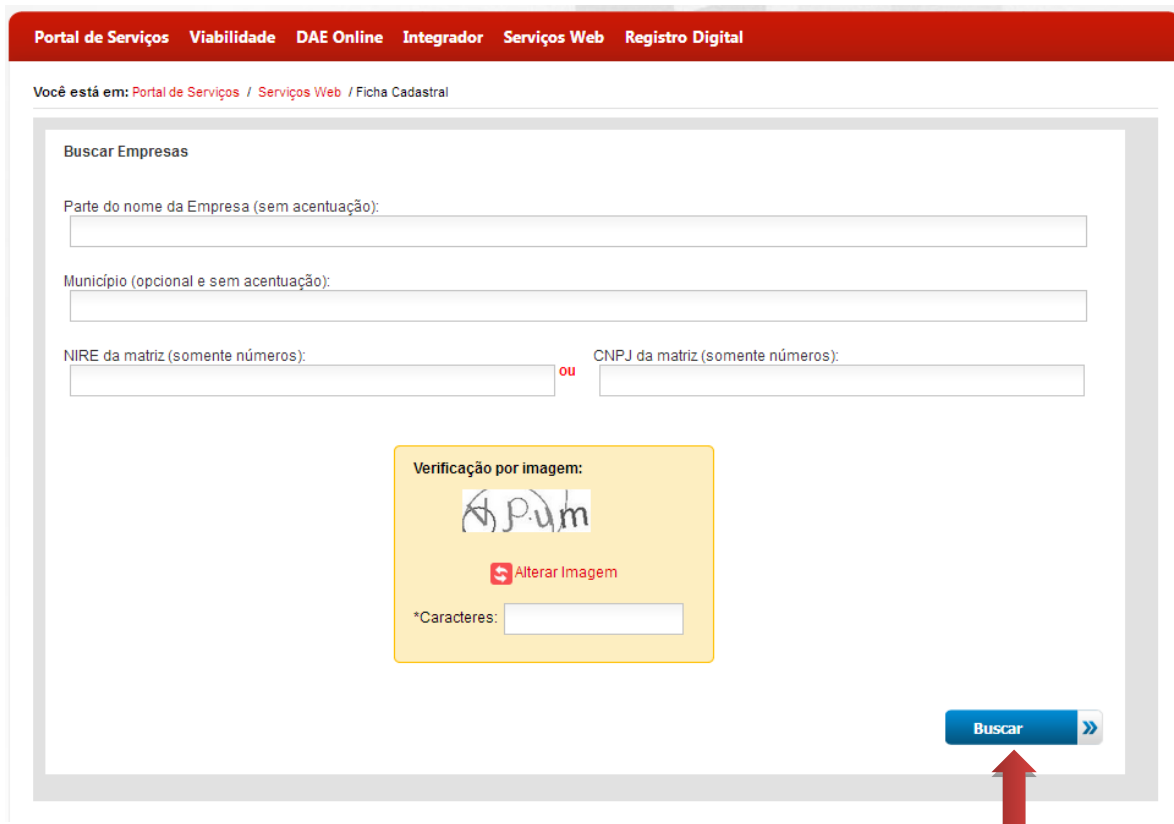 Portal de Serviços Viabilidade DAE Online Integrador Serviços Web Registro Digital
Você está em: Portal de Serviços / Serviços Web / Ficha Cadastral
Buscar Empresas
Parte do nome da Empresa (sem acentuação):
Município (opcional e sem acentuação):
NIRE da matriz (somente números): ou CNPJ da matriz (somente números):
Verificação por imagem:
Alterar Imagem
*Caracteres:
Buscar »